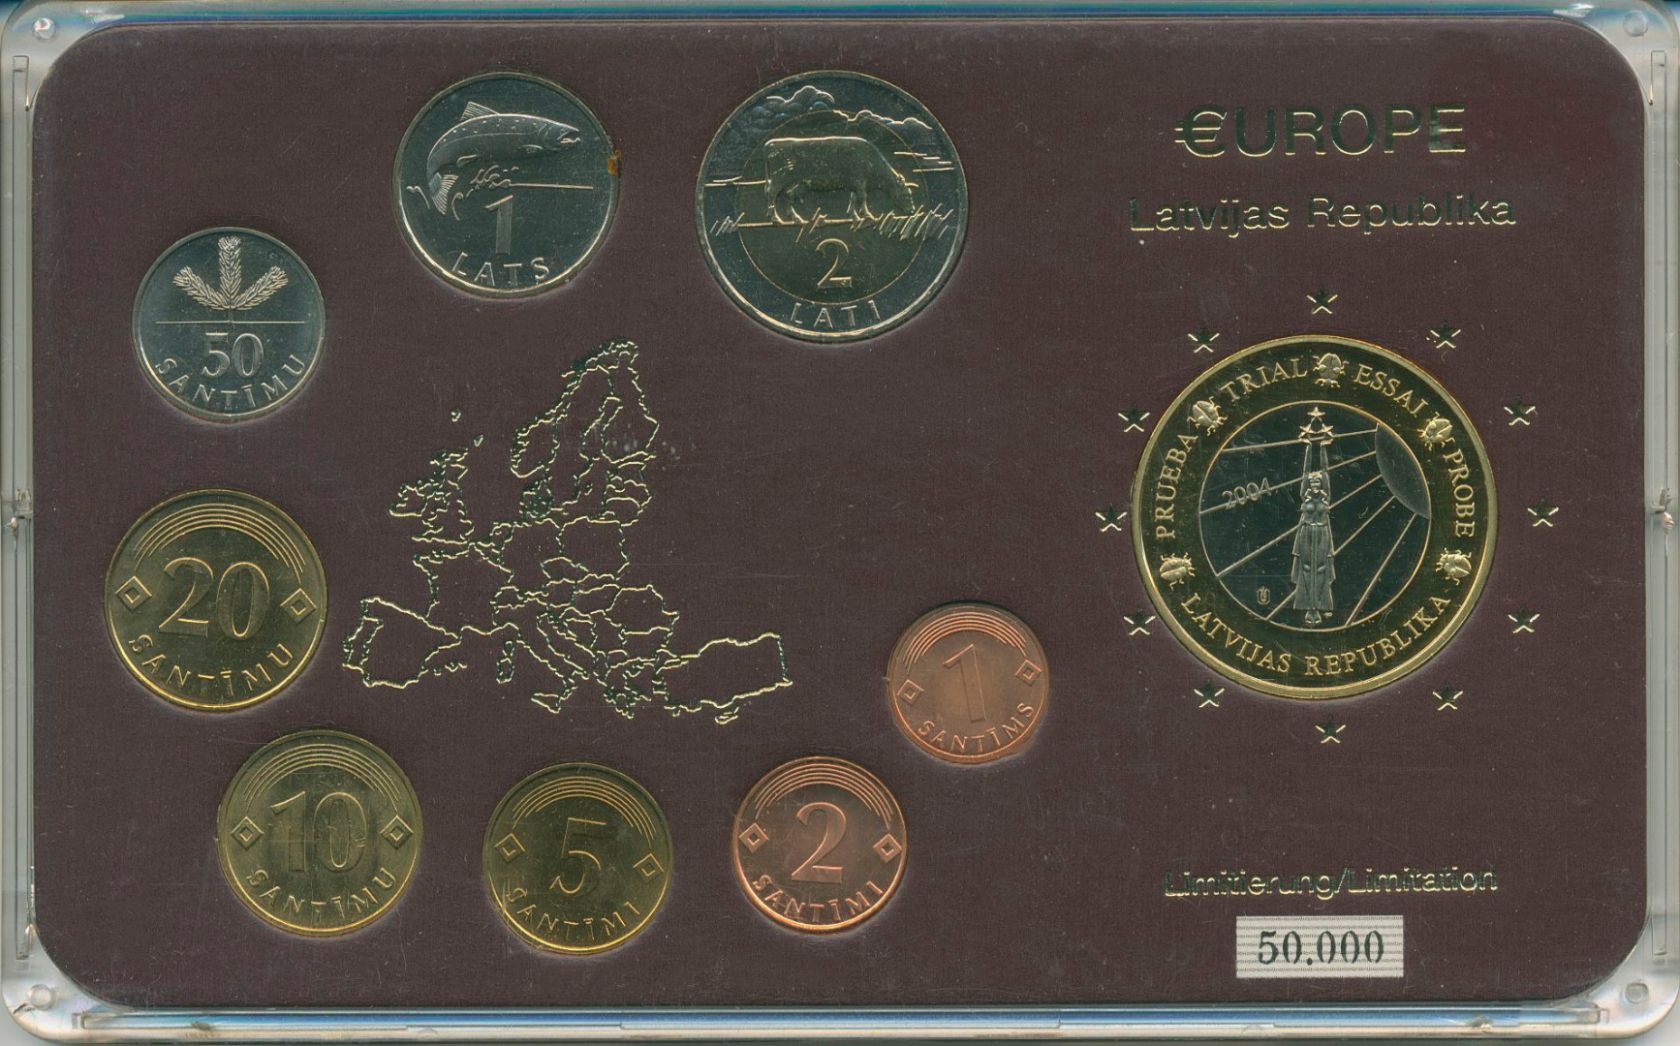 €UROPE
Latvijas Republika
1
LATS
2
LATI
50
SANTĪMU
20
SANTĪMU
10
SANTĪMU
5
SANTĪMI
2
SANTĪMI
1
SANTĪMS
PRUEBA TRIAL ESSAI PROBE
2004
LATVIJAS REPUBLIKA
Limitierung/Limitation
50.000